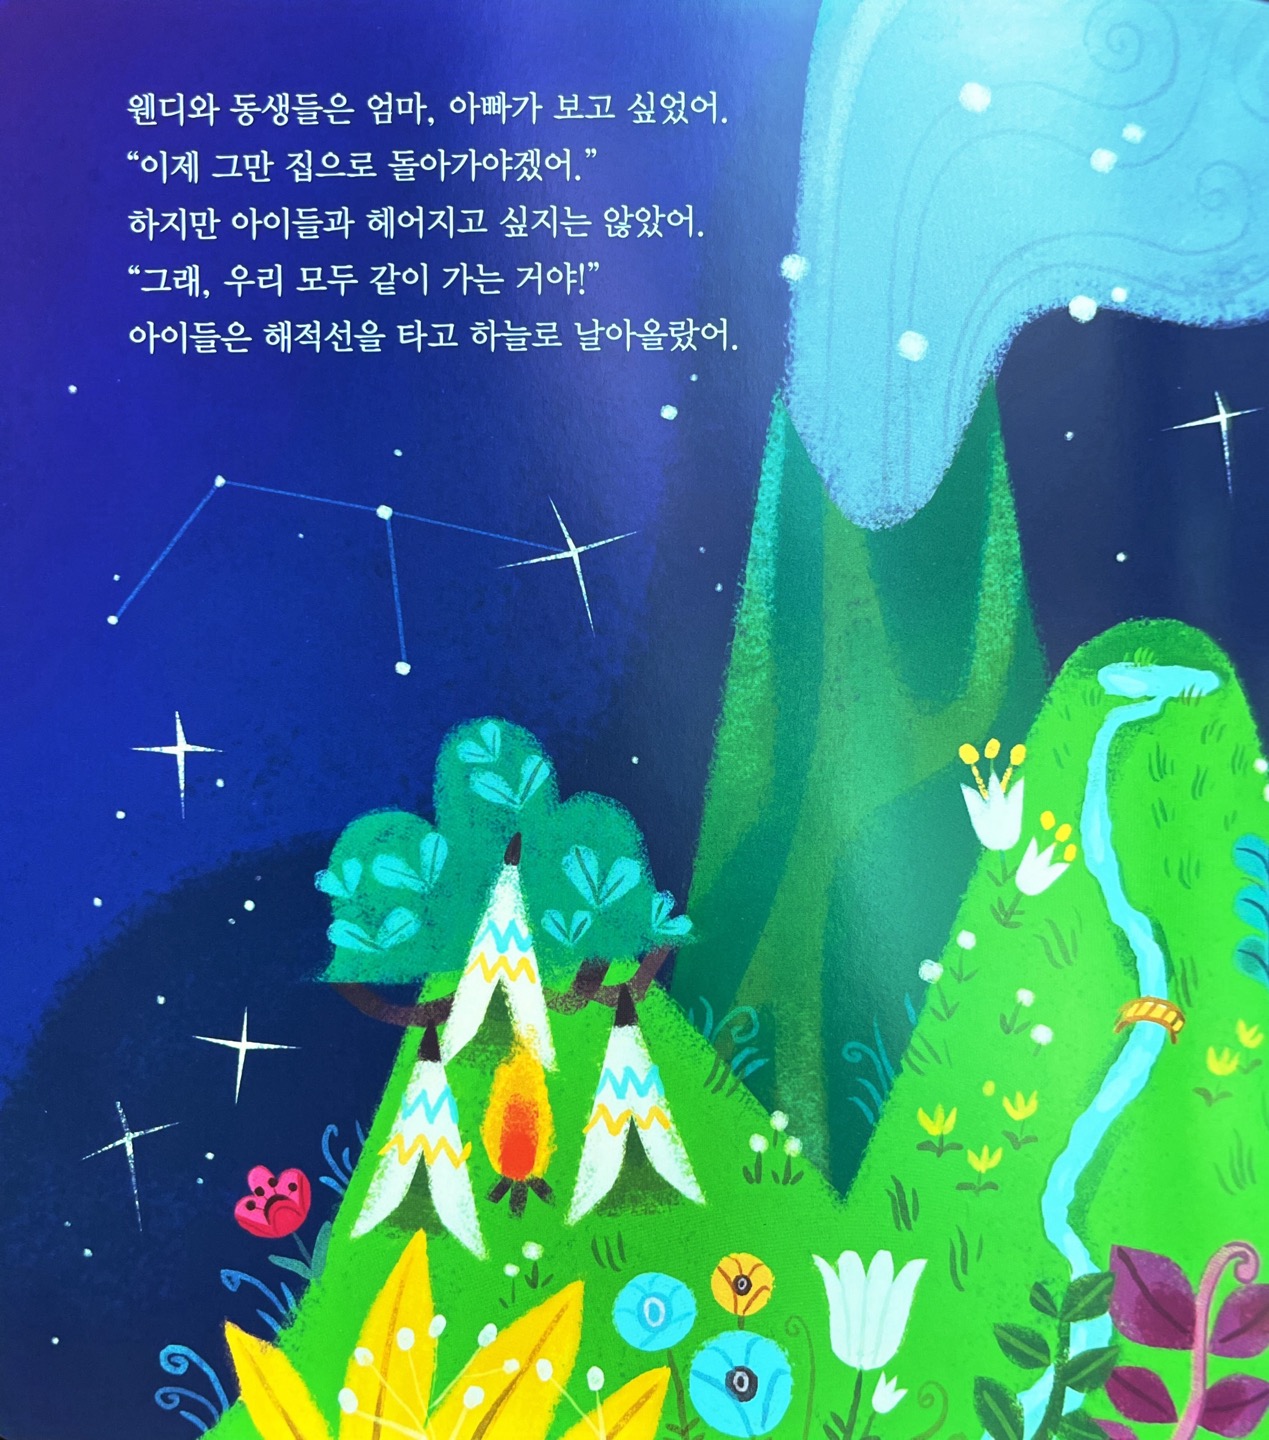 웬디와 동생들은 엄마, 아빠가 보고 싶었어.
“이제 그만 집으로 돌아가야겠어.”
하지만 아이들과 헤어지고 싶지는 않았어.
“그래, 우리 모두 같이 가는 거야!”
아이들은 해적선을 타고 하늘로 날아올랐어.